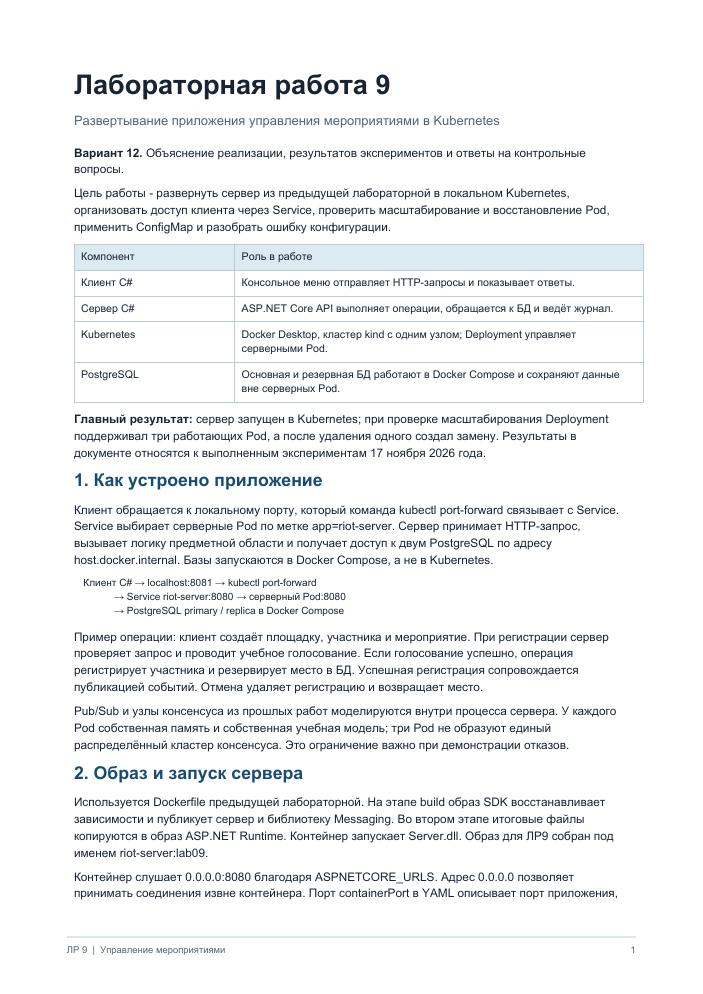 Лабораторная работа 9
Развертывание приложения управления мероприятиями в Kubernetes
Вариант 12. Объяснение реализации, результатов экспериментов и ответы на контрольные
вопросы.
Цель работы - развернуть сервер из предыдущей лабораторной в локальном Kubernetes,
организовать доступ клиента через Service, проверить масштабирование и восстановление Pod,
применить ConfigMap и разобрать ошибку конфигурации.
Компонент
Роль в работе
Клиент C#
Консольное меню отправляет HTTP-запросы и показывает ответы.
Сервер C#
ASP.NET Core API выполняет операции, обращается к БД и ведёт журнал.
Kubernetes
Docker Desktop, кластер kind с одним узлом; Deployment управляет
серверными Pod.
PostgreSQL
Основная и резервная БД работают в Docker Compose и сохраняют данные
вне серверных Pod.
Главный результат: сервер запущен в Kubernetes; при проверке масштабирования Deployment
поддерживал три работающих Pod, а после удаления одного создал замену. Результаты в
документе относятся к выполненным экспериментам 17 ноября 2026 года.
1. Как устроено приложение
Клиент обращается к локальному порту, который команда kubectl port-forward связывает с Service.
Service выбирает серверные Pod по метке app=riot-server. Сервер принимает HTTP-запрос,
вызывает логику предметной области и получает доступ к двум PostgreSQL по адресу
host.docker.internal. Базы запускаются в Docker Compose, а не в Kubernetes.
Клиент C# → localhost:8081 → kubectl port-forward
→ Service riot-server:8080 → серверный Pod:8080
→ PostgreSQL primary / replica в Docker Compose
Пример операции: клиент создаёт площадку, участника и мероприятие. При регистрации сервер
проверяет запрос и проводит учебное голосование. Если голосование успешно, операция
регистрирует участника и резервирует место в БД. Успешная регистрация сопровождается
публикацией событий. Отмена удаляет регистрацию и возвращает место.
Pub/Sub и узлы консенсуса из прошлых работ моделируются внутри процесса сервера. У каждого
Pod собственная память и собственная учебная модель; три Pod не образуют единый
распределённый кластер консенсуса. Это ограничение важно при демонстрации отказов.
2. Образ и запуск сервера
Используется Dockerfile предыдущей лабораторной. На этапе build образ SDK восстанавливает
зависимости и публикует сервер и библиотеку Messaging. Во втором этапе итоговые файлы
копируются в образ ASP.NET Runtime. Контейнер запускает Server.dll. Образ для ЛР9 собран под
именем riot-server:lab09.
Контейнер слушает 0.0.0.0:8080 благодаря ASPNETCORE_URLS. Адрес 0.0.0.0 позволяет
принимать соединения извне контейнера. Порт containerPort в YAML описывает порт приложения,
ЛР 9 | Управление мероприятиями
1